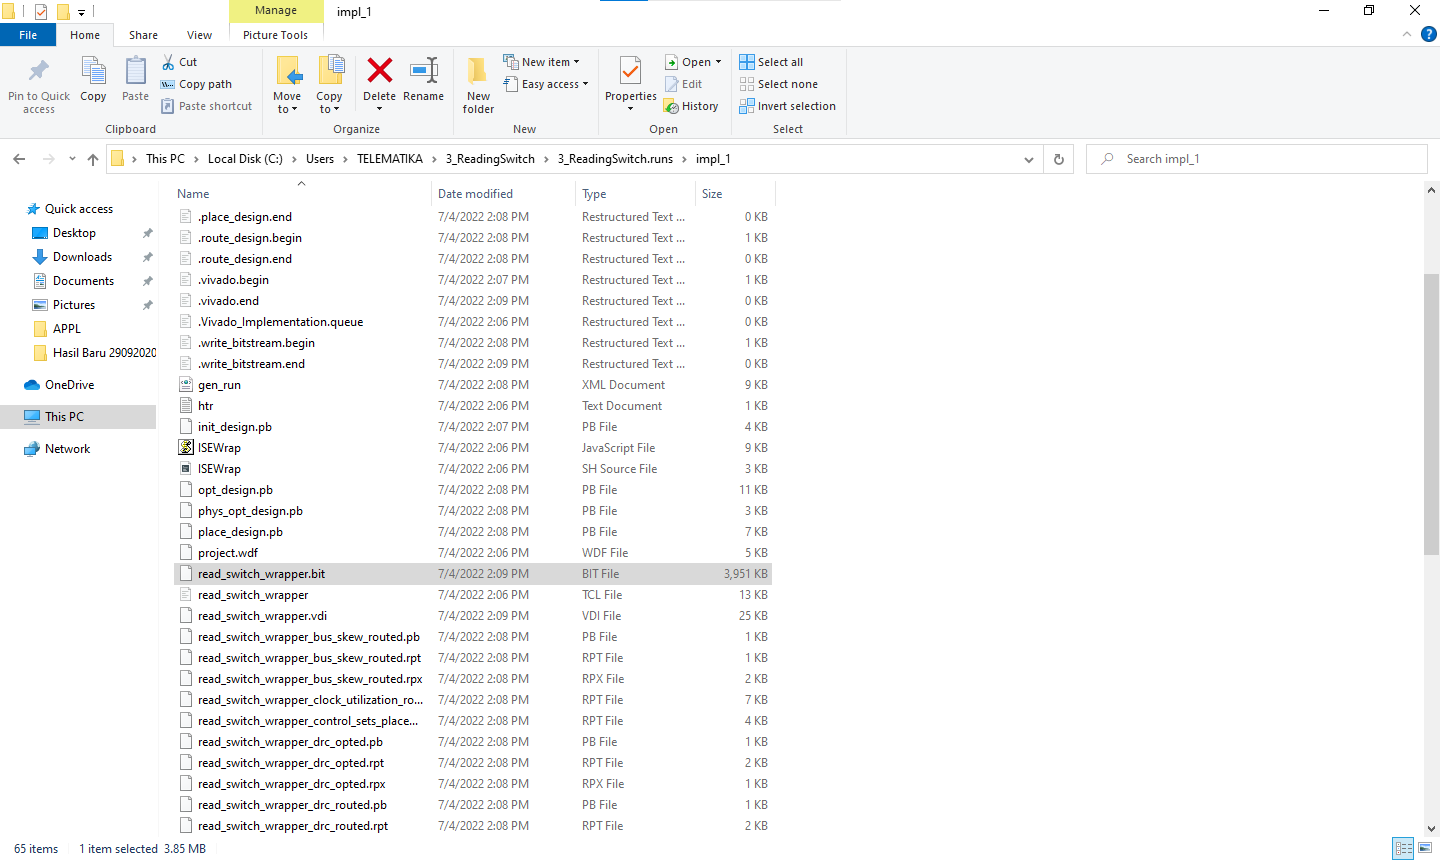 Manage
impl_1
File
Home
Share
View
Picture Tools
Pin to Quick access
Copy
Paste
Cut
Copy path
Paste shortcut
Clipboard
Move to
Copy to
Delete
Rename
Organize
New folder
New item
Easy access
New
Properties
Open
Edit
History
Open
Select all
Select none
Invert selection
Select
This PC > Local Disk (C:) > Users > TELEMATIKA > 3_ReadingSwitch > 3_ReadingSwitch.runs > impl_1
Search impl_1
Quick access
Desktop
Downloads
Documents
Pictures
APPL
Hasil Baru 29092020
OneDrive
This PC
Network
Name Date modified Type Size
.place_design.end 7/4/2022 2:08 PM Restructured Text ... 0 KB
.route_design.begin 7/4/2022 2:08 PM Restructured Text ... 1 KB
.route_design.end 7/4/2022 2:08 PM Restructured Text ... 0 KB
.vivado.begin 7/4/2022 2:07 PM Restructured Text ... 1 KB
.vivado.end 7/4/2022 2:09 PM Restructured Text ... 0 KB
.Vivado_Implementation.queue 7/4/2022 2:06 PM Restructured Text ... 0 KB
.write_bitstream.begin 7/4/2022 2:08 PM Restructured Text ... 1 KB
.write_bitstream.end 7/4/2022 2:09 PM Restructured Text ... 0 KB
gen_run 7/4/2022 2:08 PM XML Document 9 KB
htr 7/4/2022 2:06 PM Text Document 1 KB
init_design.pb 7/4/2022 2:07 PM PB File 4 KB
ISEWrap 7/4/2022 2:06 PM JavaScript File 9 KB
ISEWrap 7/4/2022 2:06 PM SH Source File 3 KB
opt_design.pb 7/4/2022 2:08 PM PB File 11 KB
phys_opt_design.pb 7/4/2022 2:08 PM PB File 3 KB
place_design.pb 7/4/2022 2:08 PM PB File 7 KB
project.wdf 7/4/2022 2:06 PM WDF File 5 KB
read_switch_wrapper.bit 7/4/2022 2:09 PM BIT File 3,951 KB
read_switch_wrapper 7/4/2022 2:06 PM TCL File 13 KB
read_switch_wrapper.vdi 7/4/2022 2:09 PM VDI File 25 KB
read_switch_wrapper_bus_skew_routed.pb 7/4/2022 2:08 PM PB File 1 KB
read_switch_wrapper_bus_skew_routed.rpt 7/4/2022 2:08 PM RPT File 1 KB
read_switch_wrapper_bus_skew_routed.rpx 7/4/2022 2:08 PM RPX File 2 KB
read_switch_wrapper_clock_utilization_ro... 7/4/2022 2:08 PM RPT File 7 KB
read_switch_wrapper_control_sets_place... 7/4/2022 2:08 PM RPT File 4 KB
read_switch_wrapper_drc_opted.pb 7/4/2022 2:08 PM PB File 1 KB
read_switch_wrapper_drc_opted.rpt 7/4/2022 2:08 PM RPT File 2 KB
read_switch_wrapper_drc_opted.rpx 7/4/2022 2:08 PM RPX File 1 KB
read_switch_wrapper_drc_routed.pb 7/4/2022 2:08 PM PB File 1 KB
read_switch_wrapper_drc_routed.rpt 7/4/2022 2:08 PM RPT File 2 KB
65 items 1 item selected 3.85 MB